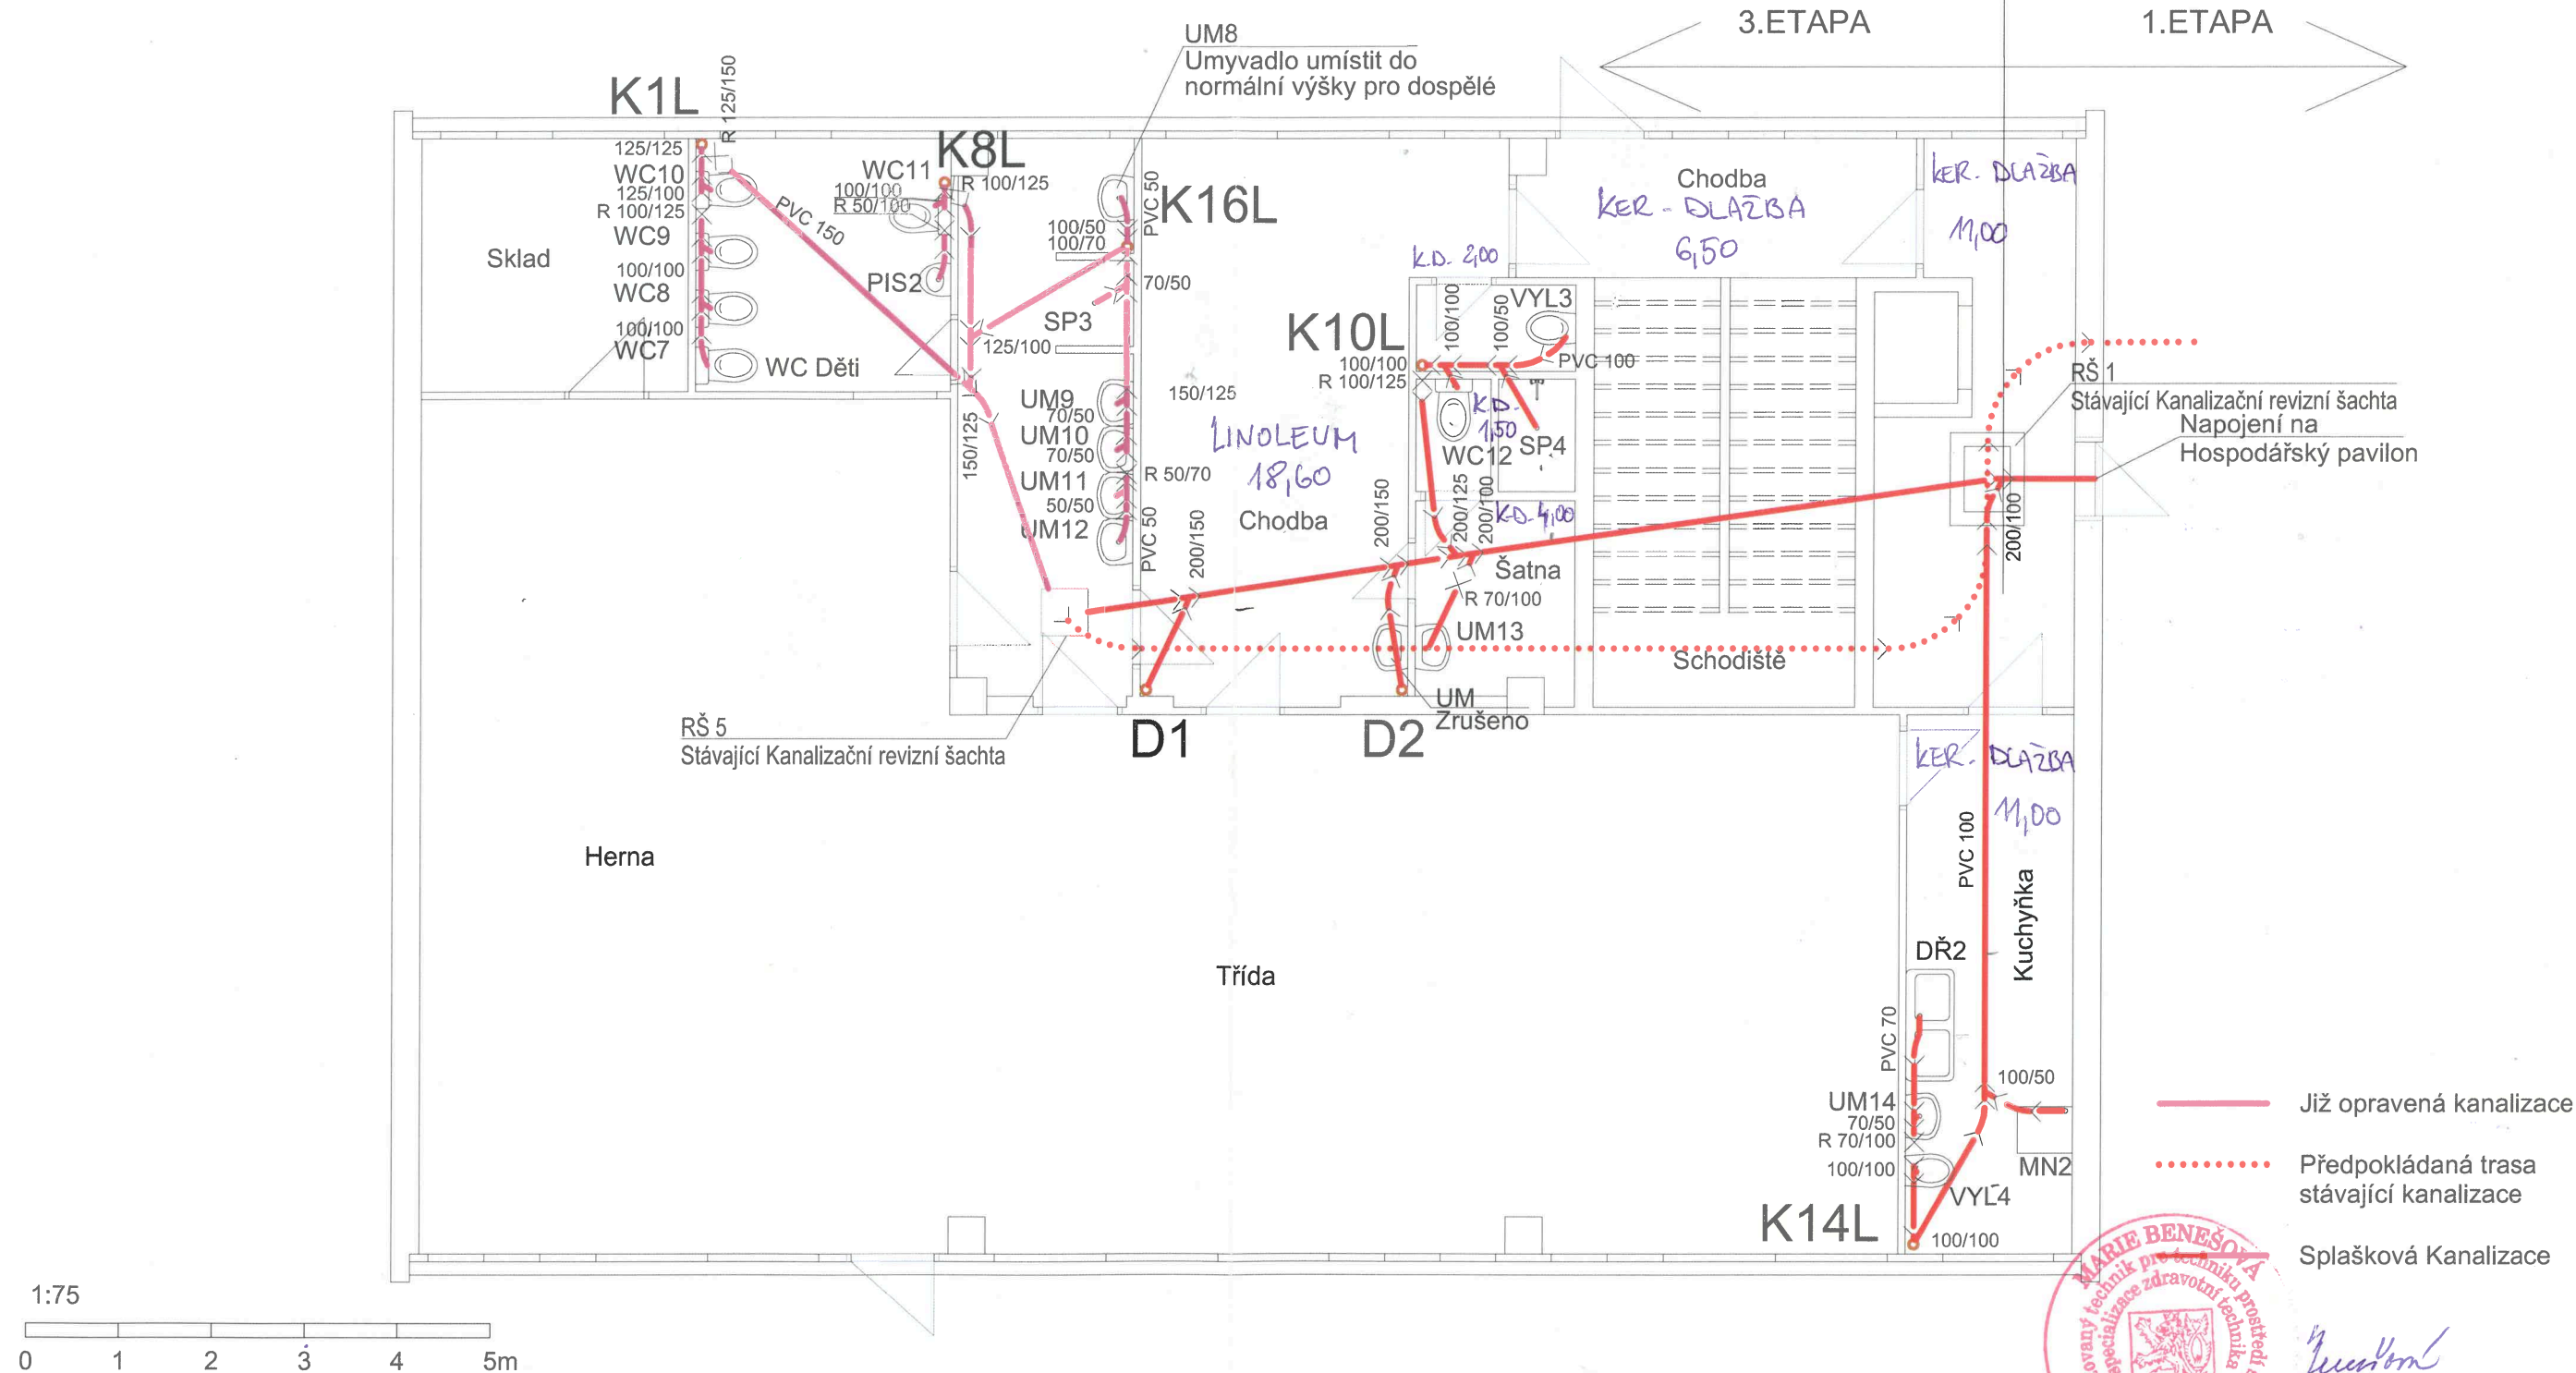 3.ETAPA
1.ETAPA
UM8
Umyvadlo umístit do
normální výšky pro dospělé
K1L
R 125/150
125/125
WC10
125/100
R 100/125
WC9
100/100
WC8
100/100
WC7
Sklad
PVC 150
WC Děti
WC11
100/100
R 50/100
PIS2
K8L
R 100/125
PVC 50
K16L
100/50
100/70
70/50
SP3
125/100
150/125
UM9
70/50
UM10
70/50
UM11
50/50
UM12
150/125
R 50/70
PVC 50
200/150
LINOLEUM
18,60
Chodba
Chodba
KER - DLAŽBA
6,50
KER. DLAŽBA
11,00
K.D. 2,00
K10L
100/100
R 100/125
100/100
100/50
VYL3
PVC 100
K.D.
1,50
WC12
SP4
200/150
200/125
200/100
K.D. 4,00
Šatna
R 70/100
UM13
UM
Zrušeno
Schodiště
RŠ 1
Stávající Kanalizační revizní šachta
Napojení na
Hospodářský pavilon
200/100
RŠ 5
Stávající Kanalizační revizní šachta
D1
D2
KER. DLAŽBA
11,00
Herna
Třída
PVC 100
Kuchyňka
DŘ2
PVC 70
100/50
UM14
70/50
R 70/100
100/100
MN2
VYL4
K14L
100/100
Již opravená kanalizace
Předpokládaná trasa
stávající kanalizace
Splašková Kanalizace
MARIE BENEŠOVÁ
technik pro techniku prostředí
specializace zdravotní technika
1:75
0 1 2 3 4 5m